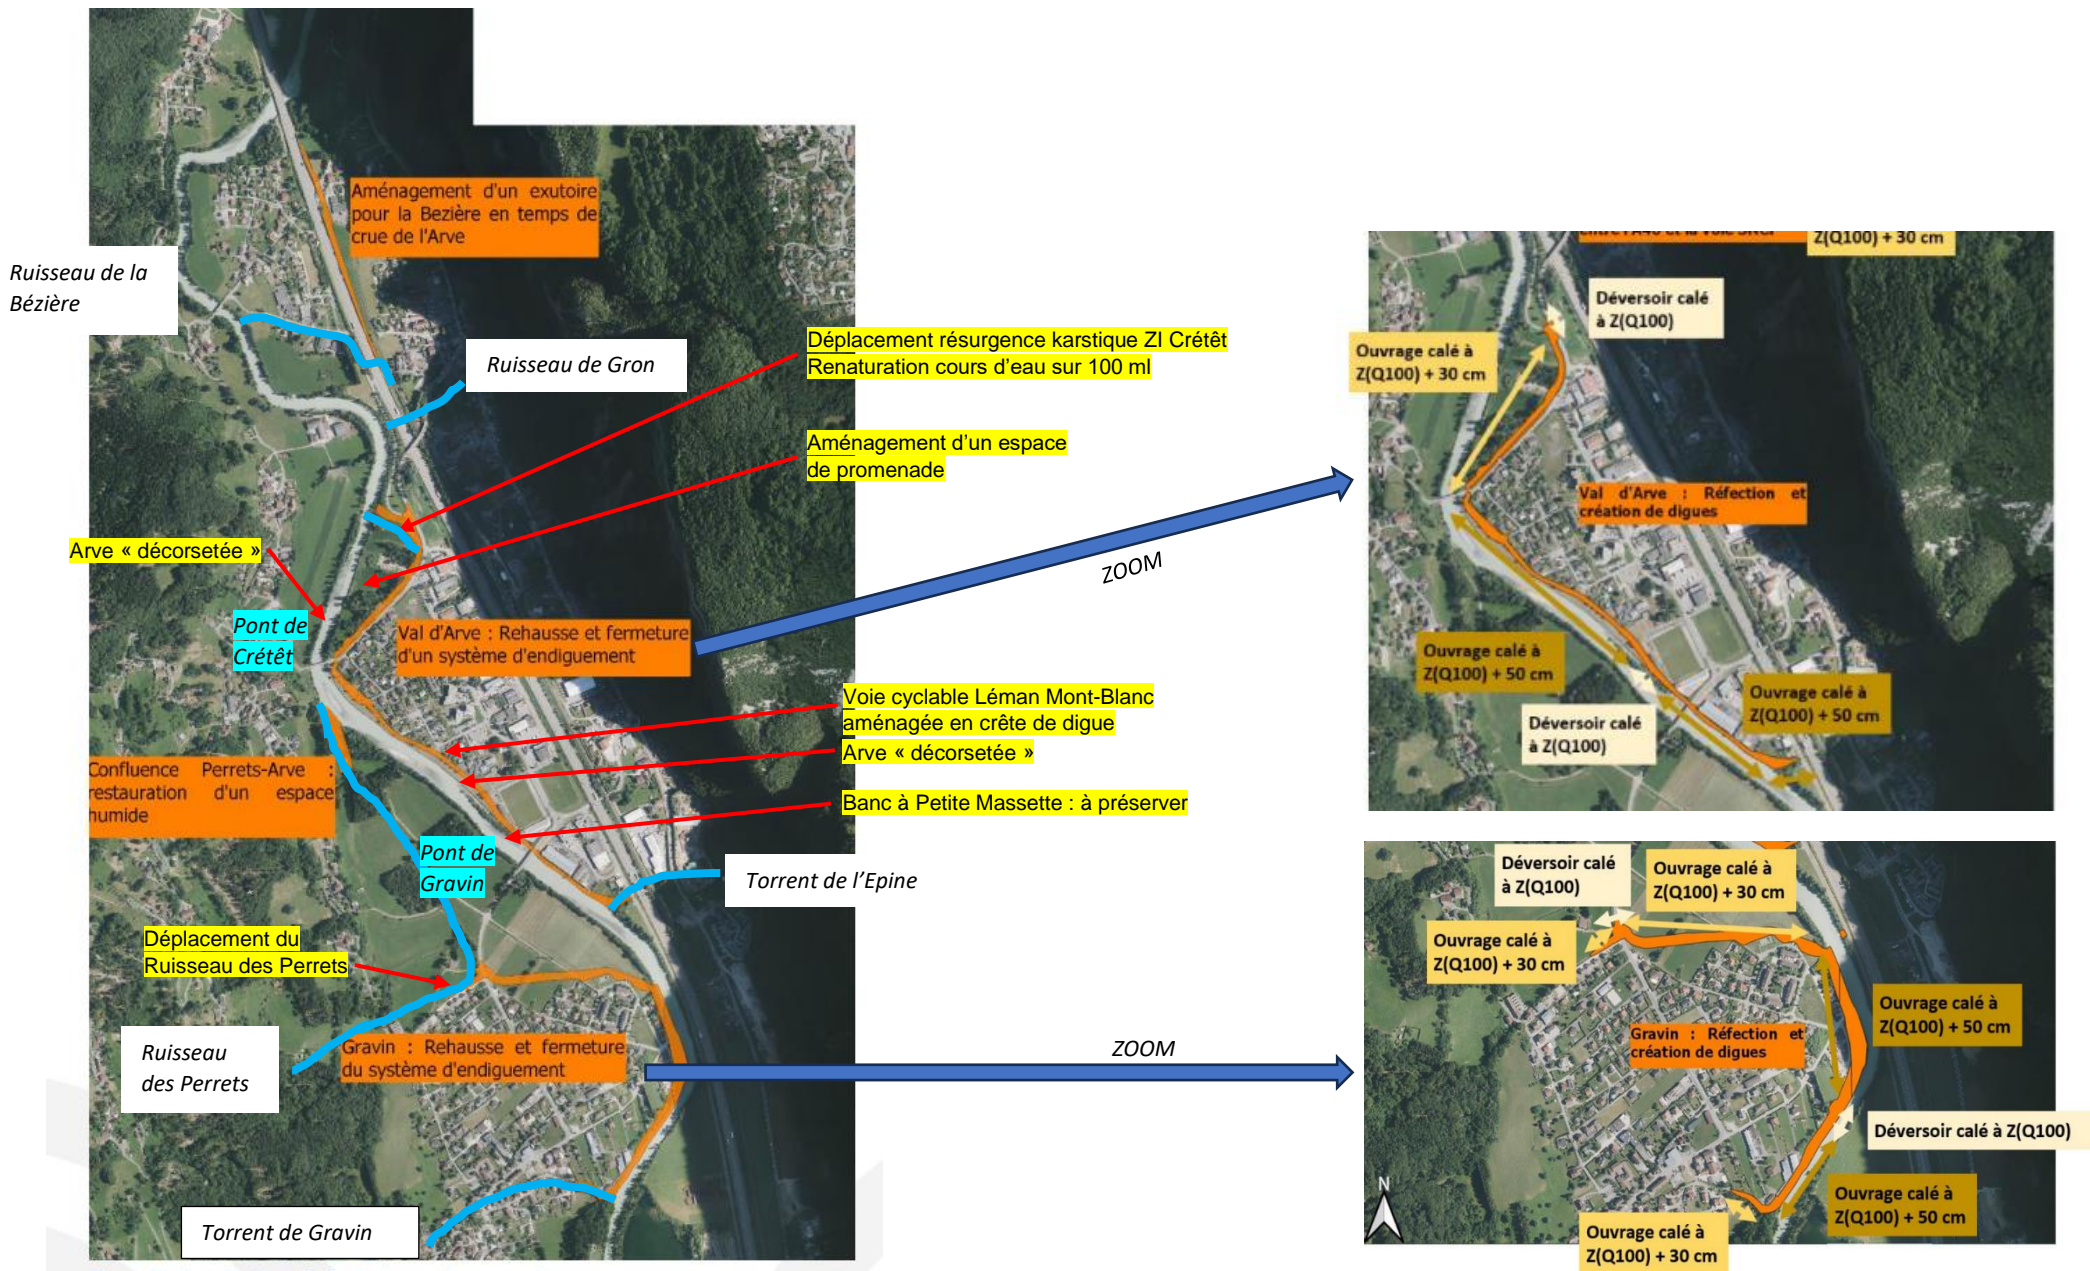 Aménagement d'un exutoire
pour la Bezière en temps de
crue de l'Arve
Ruisseau de la
Bézière
Ruisseau de Gron
Déplacement résurgence karstique ZI Crétêt
Renaturation cours d'eau sur 100 ml
Aménagement d'un espace
de promenade
Arve « décorsetée »
Pont de
Crétêt
Val d'Arve : Rehausse et fermeture
d'un système d'endiguement
ZOOM
Voie cyclable Léman Mont-Blanc
aménagée en crête de digue
Arve « décorsetée »
Banc à Petite Massette : à préserver
Confluence Perrets-Arve :
restauration d'un espace
humide
Pont de
Gravin
Torrent de l'Epine
Déplacement du
Ruisseau des Perrets
Ruisseau
des Perrets
Gravin : Rehausse et fermeture
du système d'endiguement
ZOOM
Torrent de Gravin
entre l'A40 et la voie SNCF
Z(Q100) + 30 cm
Déversoir calé
à Z(Q100)
Ouvrage calé à
Z(Q100) + 30 cm
Val d'Arve : Réfection et
création de digues
Ouvrage calé à
Z(Q100) + 50 cm
Ouvrage calé à
Z(Q100) + 50 cm
Déversoir calé
à Z(Q100)
Déversoir calé
à Z(Q100)
Ouvrage calé à
Z(Q100) + 30 cm
Ouvrage calé à
Z(Q100) + 30 cm
Ouvrage calé à
Z(Q100) + 50 cm
Gravin : Réfection et
création de digues
Déversoir calé à Z(Q100)
Ouvrage calé à
Z(Q100) + 50 cm
Ouvrage calé à
Z(Q100) + 30 cm
N